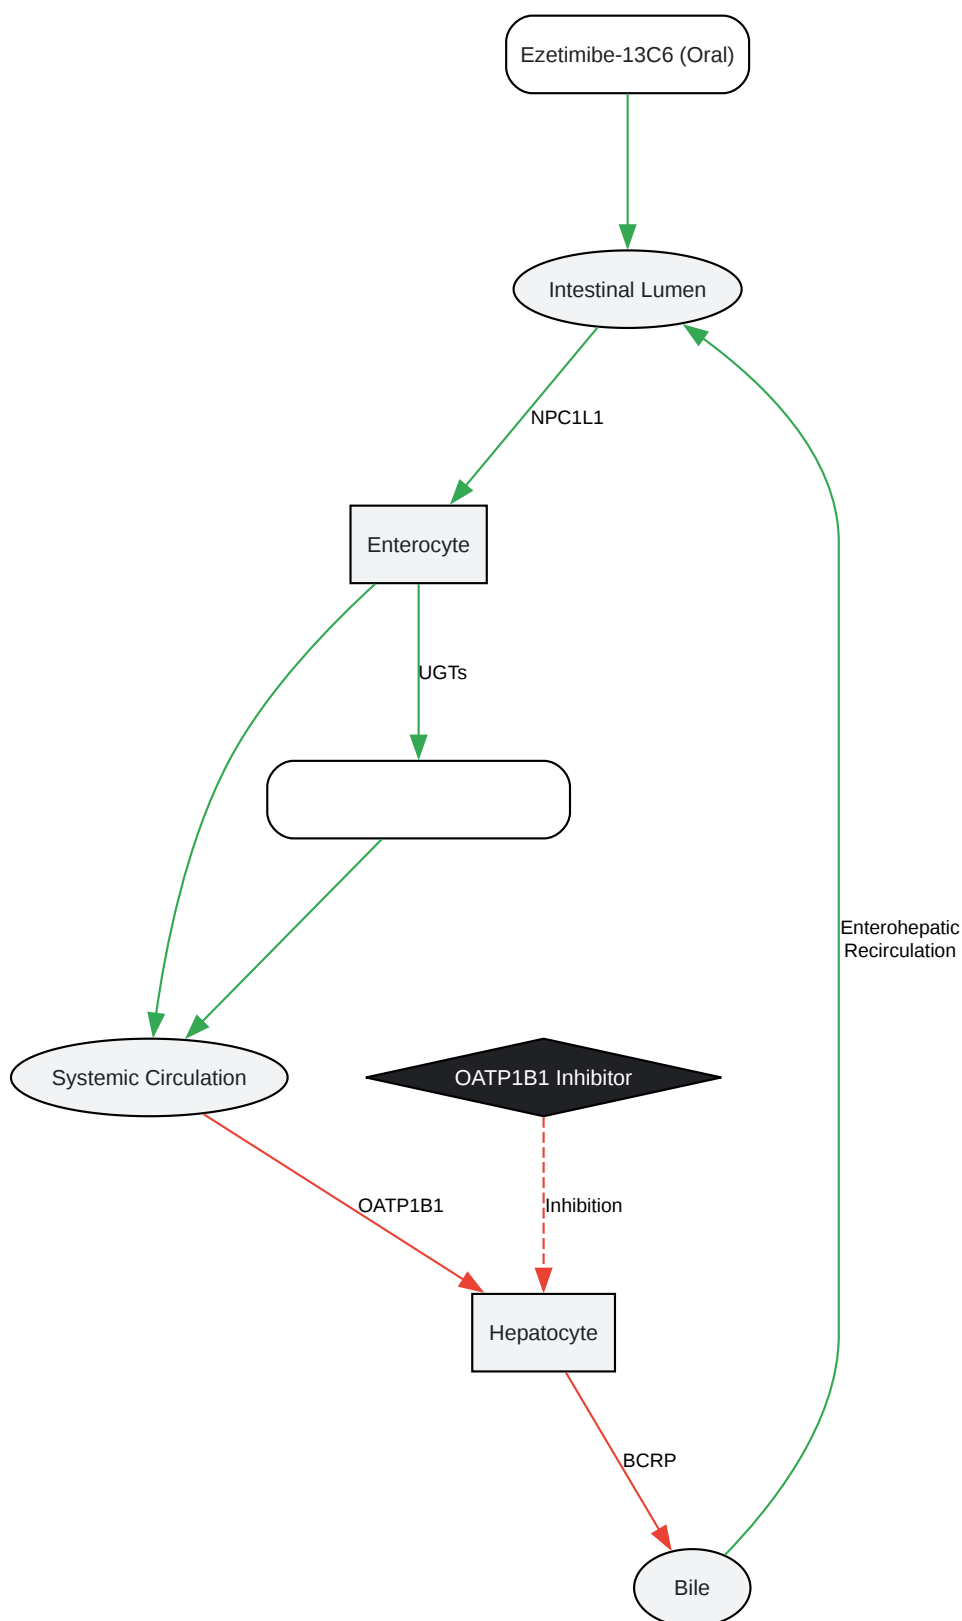 Ezetimibe-13C6 (Oral)
Intestinal Lumen
NPC1L1
Enterocyte
UGTs
Enterohepatic
Recirculation
Systemic Circulation
OATP1B1 Inhibitor
OATP1B1
Inhibition
Hepatocyte
BCRP
Bile